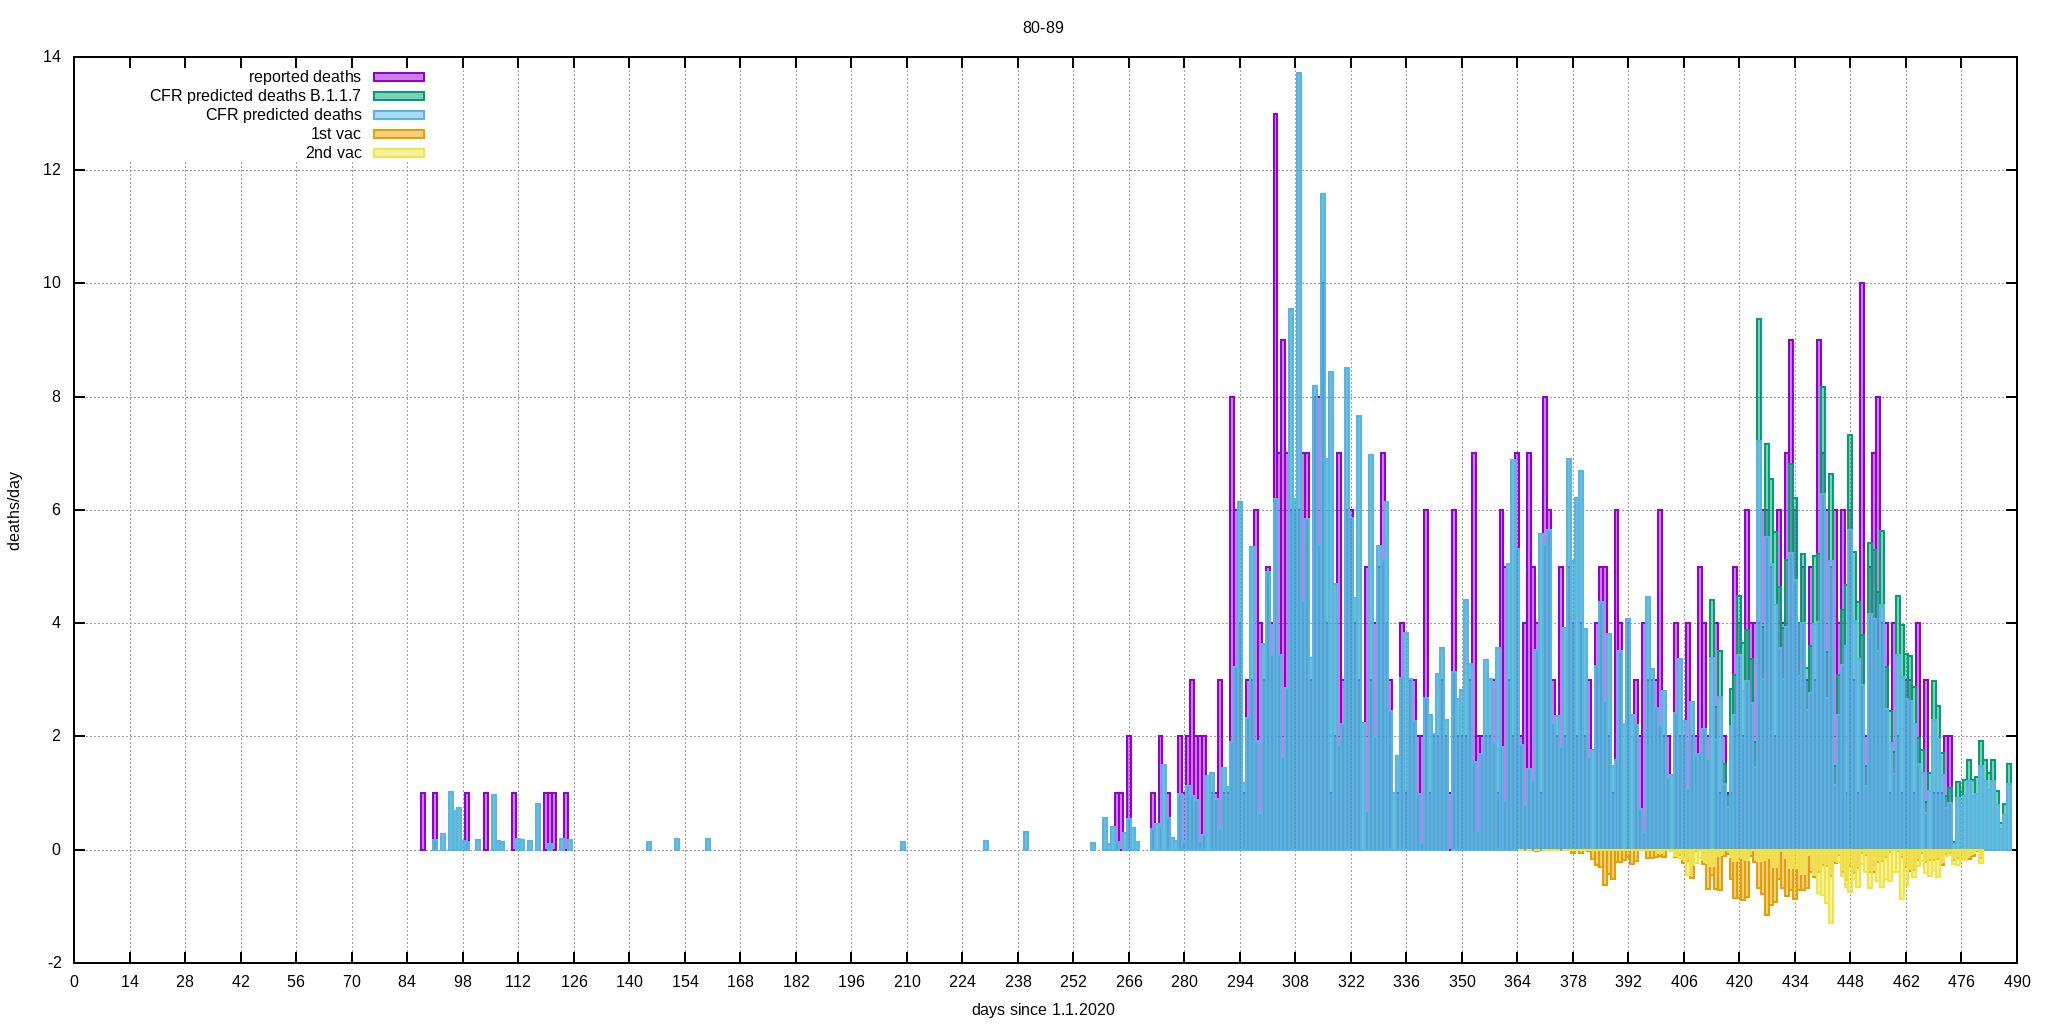 80-89
14
12
10
8
6
4
2
0
-2
deaths/day
reported deaths
CFR predicted deaths B.1.1.7
CFR predicted deaths
1st vac
2nd vac
0 14 28 42 56 70 84 98 112 126 140 154 168 182 196 210 224 238 252 266 280 294 308 322 336 350 364 378 392 406 420 434 448 462 476 490
days since 1.1.2020